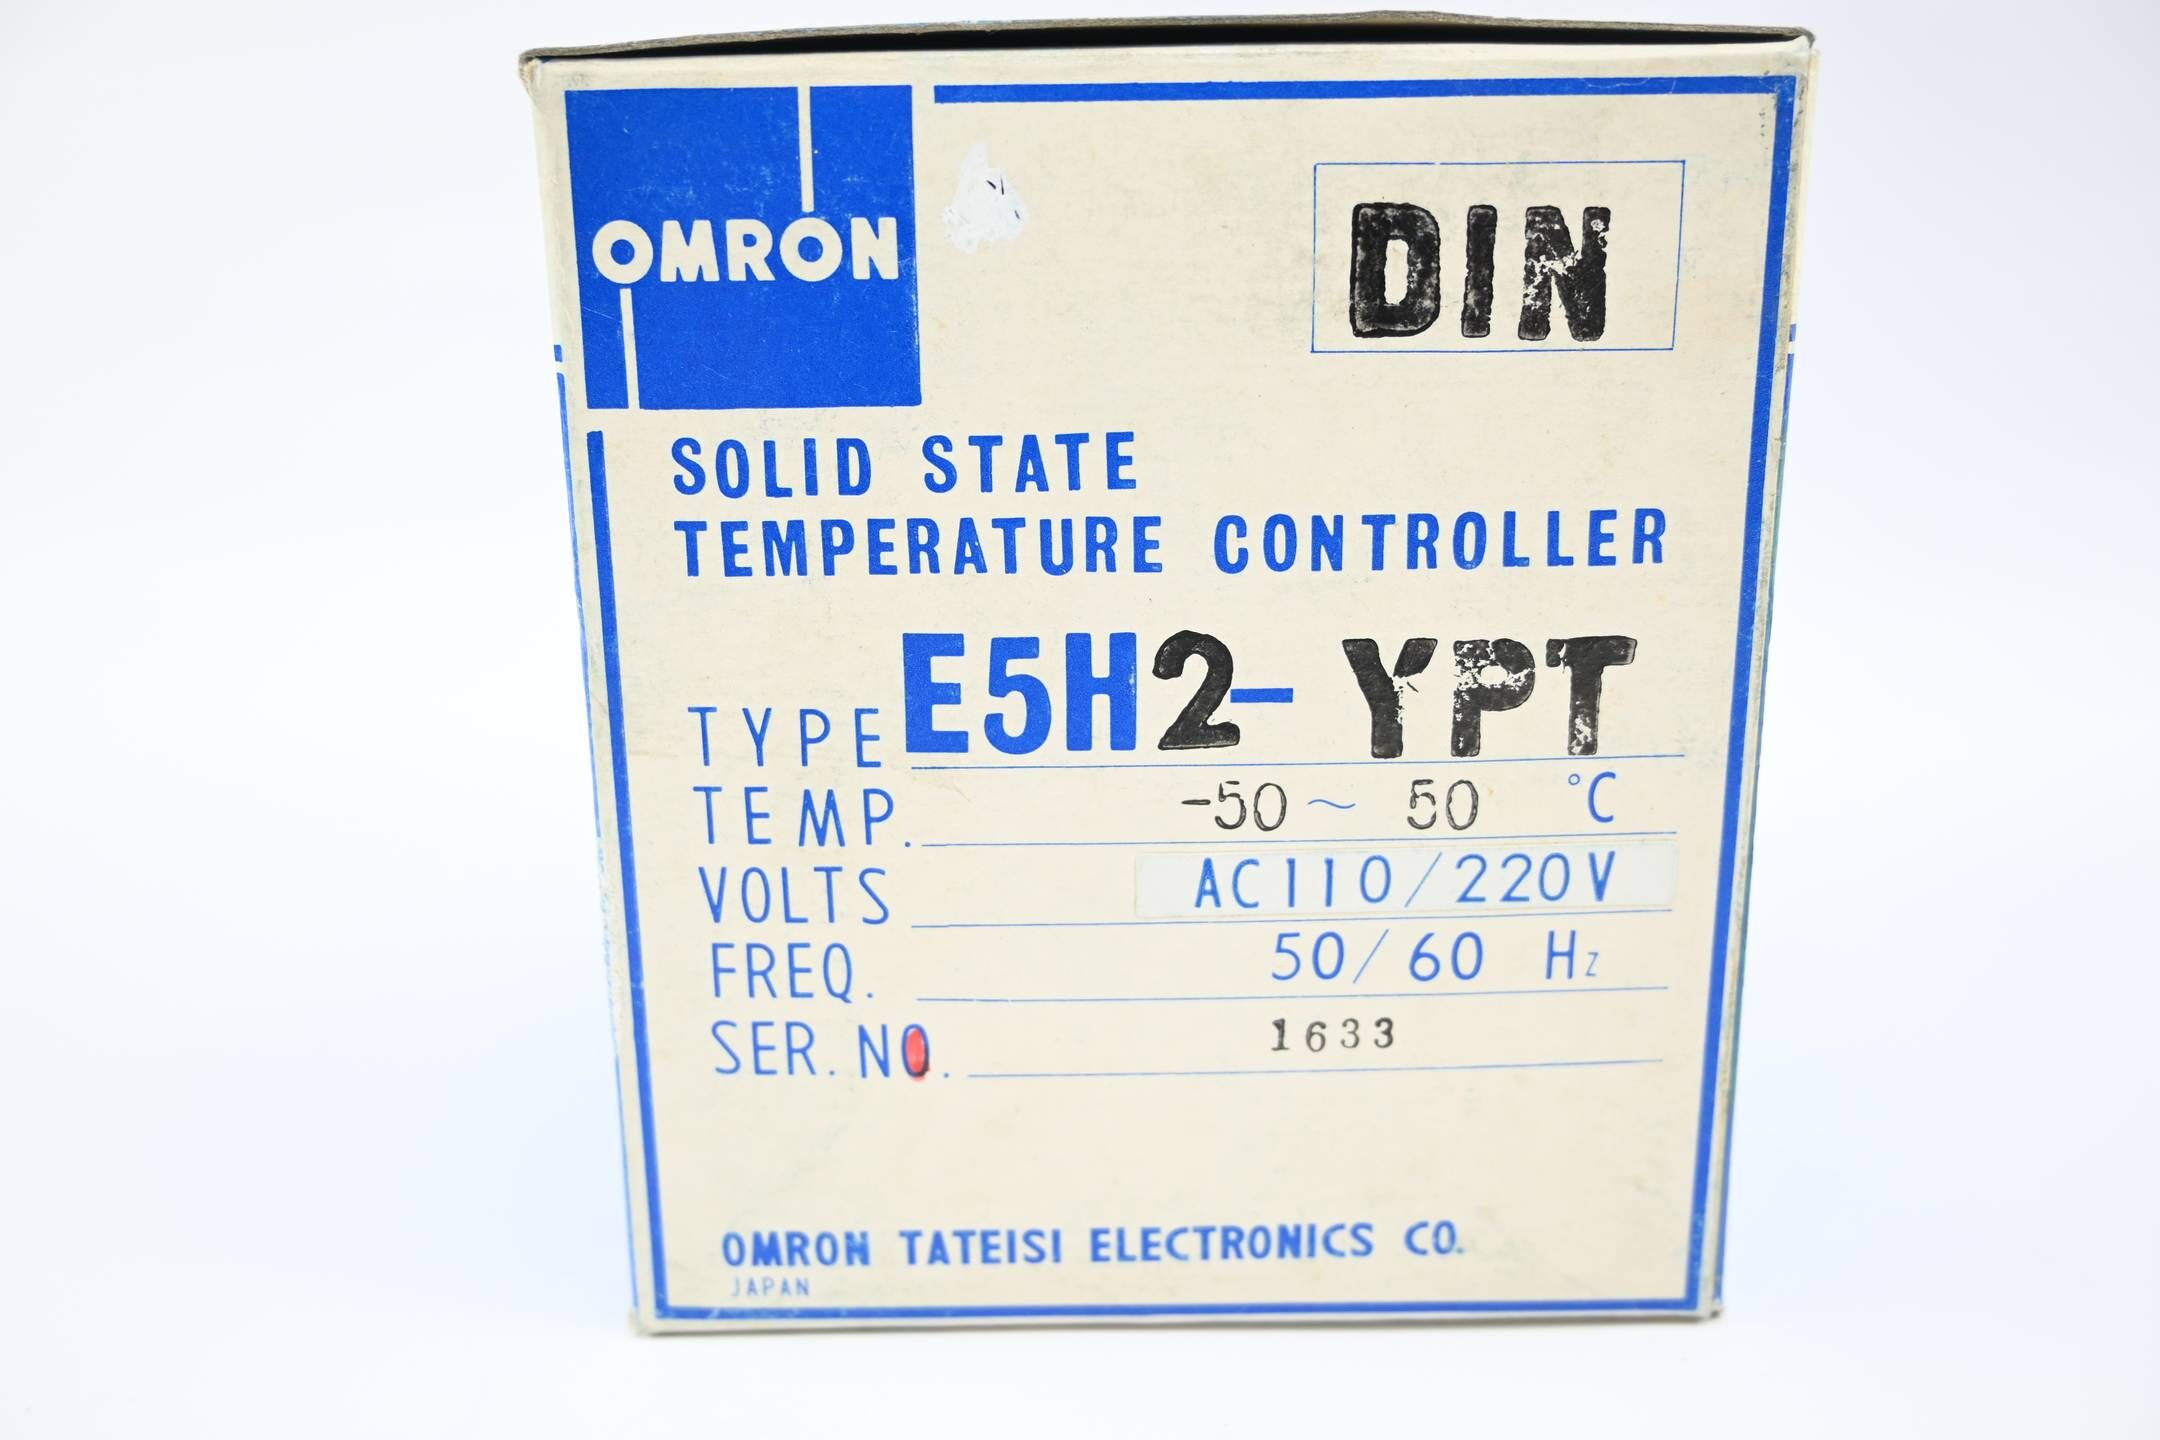 OMRON
DIN
SOLID STATE
TEMPERATURE CONTROLLER
TYPE E5H2- YPT
TEMP. -50 ~ 50 °C
VOLTS AC110/220V
FREQ. 50/60 Hz
SER. NO. 1633
OMRON TATEISI ELECTRONICS CO.
JAPAN